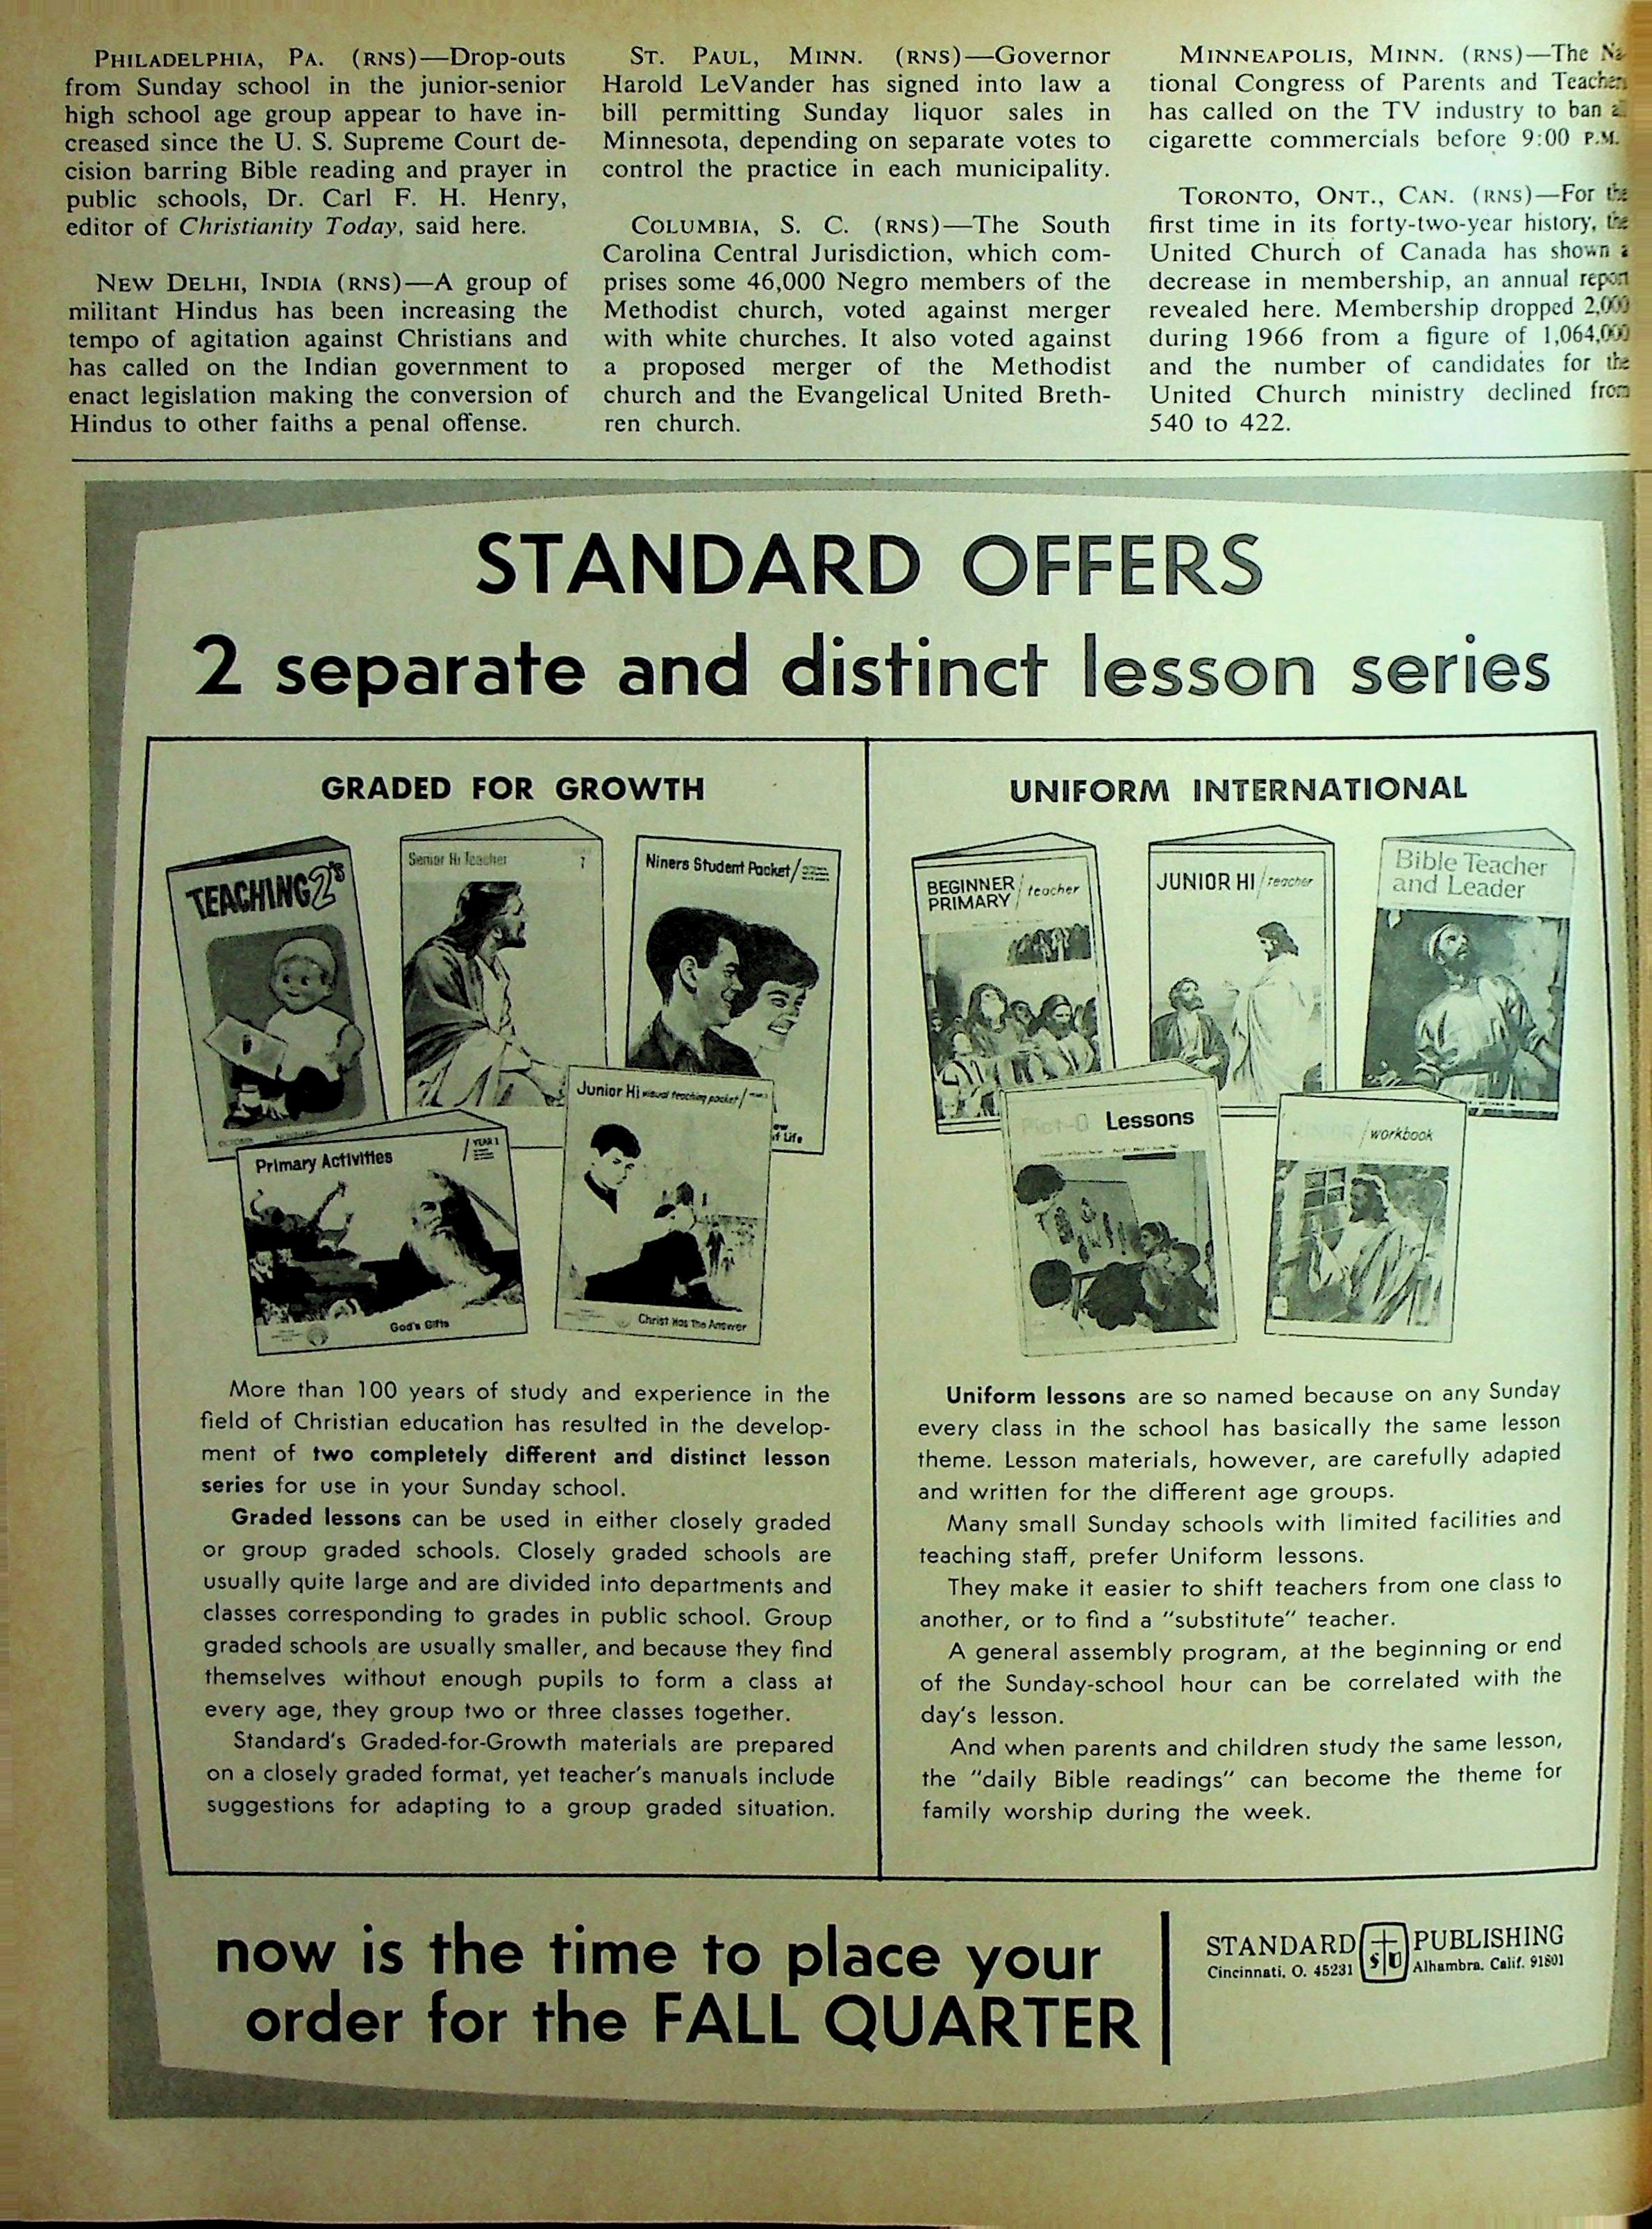 PHILADELPHIA, PA. (RNS)—Drop-outs
from Sunday school in the junior-senior
high school age group appear to have in-
creased since the U. S. Supreme Court de-
cision barring Bible reading and prayer in
public schools, Dr. Carl F. H. Henry,
editor of Christianity Today, said here.
NEW DELHI, INDIA (RNS)—A group of
militant Hindus has been increasing the
tempo of agitation against Christians and
has called on the Indian government to
enact legislation making the conversion of
Hindus to other faiths a penal offense.
ST. PAUL, MINN. (RNS)—Governor
Harold LeVander has signed into law a
bill permitting Sunday liquor sales in
Minnesota, depending on separate votes to
control the practice in each municipality.
COLUMBIA, S. C. (RNS)—The South
Carolina Central Jurisdiction, which com-
prises some 46,000 Negro members of the
Methodist church, voted against merger
with white churches. It also voted against
a proposed merger of the Methodist
church and the Evangelical United Breth-
ren church.
MINNEAPOLIS, MINN. (RNS)—The Na-
tional Congress of Parents and Teachers
has called on the TV industry to ban all
cigarette commercials before 9:00 P.M.
TORONTO, ONT., CAN. (RNS)—For the
first time in its forty-two-year history, the
United Church of Canada has shown a
decrease in membership, an annual report
revealed here. Membership dropped 2,000
during 1966 from a figure of 1,064,000
and the number of candidates for the
United Church ministry declined from
540 to 422.
STANDARD OFFERS
2 separate and distinct lesson series
GRADED FOR GROWTH
TEACHING 2's
Senior Hi Teacher
Niners Student Packet
Primary Activities
YEAR 1
God's Gifts
Junior Hi visual teaching packet
Christ Has The Answer
of Life
More than 100 years of study and experience in the
field of Christian education has resulted in the develop-
ment of two completely different and distinct lesson
series for use in your Sunday school.
Graded lessons can be used in either closely graded
or group graded schools. Closely graded schools are
usually quite large and are divided into departments and
classes corresponding to grades in public school. Group
graded schools are usually smaller, and because they find
themselves without enough pupils to form a class at
every age, they group two or three classes together.
Standard's Graded-for-Growth materials are prepared
on a closely graded format, yet teacher's manuals include
suggestions for adapting to a group graded situation.
UNIFORM INTERNATIONAL
BEGINNER PRIMARY / teacher
JUNIOR HI / teacher
Bible Teacher
and Leader
Pict-O Lessons
/ workbook
Uniform lessons are so named because on any Sunday
every class in the school has basically the same lesson
theme. Lesson materials, however, are carefully adapted
and written for the different age groups.
Many small Sunday schools with limited facilities and
teaching staff, prefer Uniform lessons.
They make it easier to shift teachers from one class to
another, or to find a "substitute" teacher.
A general assembly program, at the beginning or end
of the Sunday-school hour can be correlated with the
day's lesson.
And when parents and children study the same lesson,
the "daily Bible readings" can become the theme for
family worship during the week.
now is the time to place your
order for the FALL QUARTER
STANDARD PUBLISHING
Cincinnati, O. 45231 Alhambra, Calif. 91801